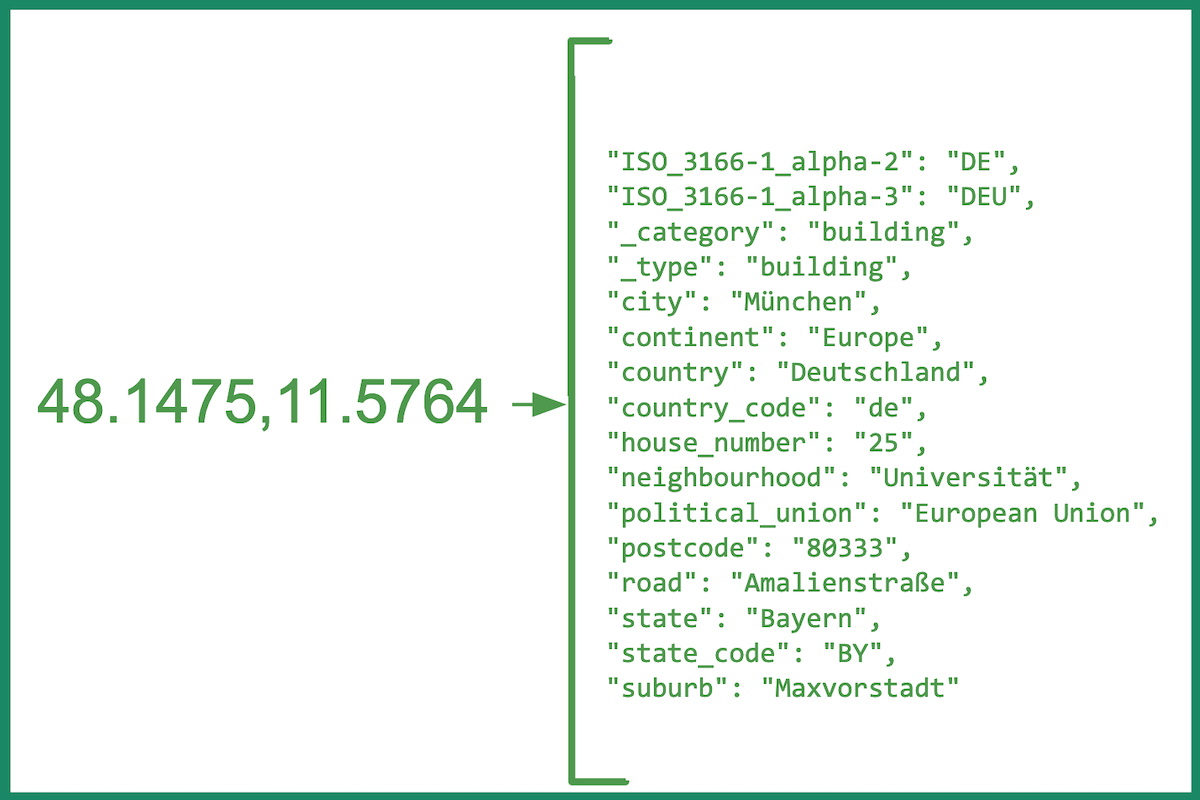 48.1475,11.5764
"ISO_3166-1_alpha-2": "DE",
"ISO_3166-1_alpha-3": "DEU",
"_category": "building",
"_type": "building",
"city": "München",
"continent": "Europe",
"country": "Deutschland",
"country_code": "de",
"house_number": "25",
"neighbourhood": "Universität",
"political_union": "European Union",
"postcode": "80333",
"road": "Amalienstraße",
"state": "Bayern",
"state_code": "BY",
"suburb": "Maxvorstadt"